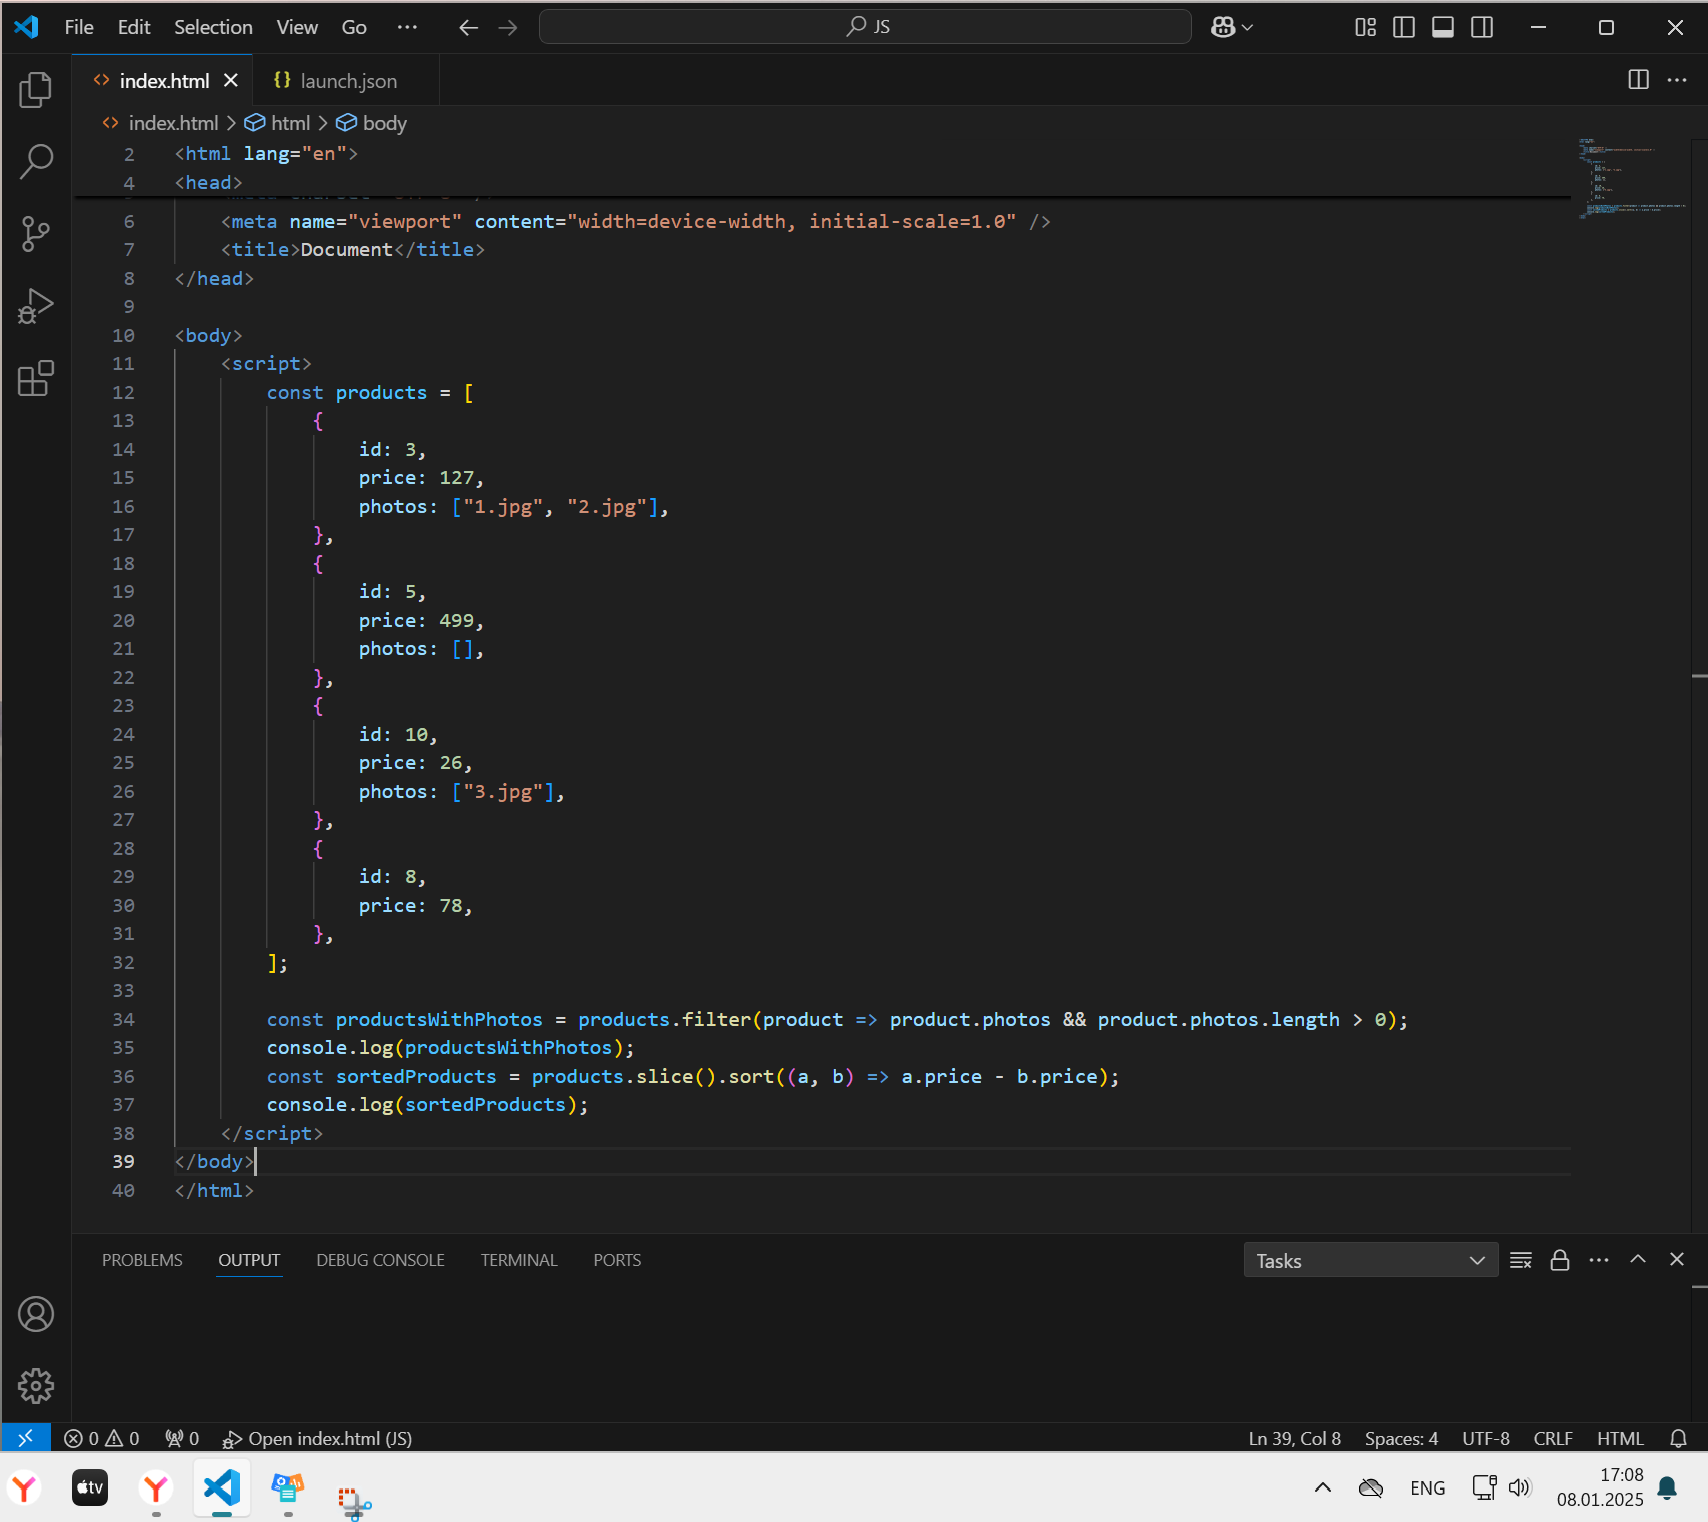 File Edit Selection View Go ··· JS
index.html launch.json
index.html > html > body
2 <html lang="en">
4 <head>
6 <meta name="viewport" content="width=device-width, initial-scale=1.0" />
7 <title>Document</title>
8 </head>
9
10 <body>
11 <script>
12 const products = [
13 {
14 id: 3,
15 price: 127,
16 photos: ["1.jpg", "2.jpg"],
17 },
18 {
19 id: 5,
20 price: 499,
21 photos: [],
22 },
23 {
24 id: 10,
25 price: 26,
26 photos: ["3.jpg"],
27 },
28 {
29 id: 8,
30 price: 78,
31 },
32 ];
33
34 const productsWithPhotos = products.filter(product => product.photos && product.photos.length > 0);
35 console.log(productsWithPhotos);
36 const sortedProducts = products.slice().sort((a, b) => a.price - b.price);
37 console.log(sortedProducts);
38 </script>
39 </body>
40 </html>
PROBLEMS OUTPUT DEBUG CONSOLE TERMINAL PORTS Tasks
0 0 0 Open index.html (JS) Ln 39, Col 8 Spaces: 4 UTF-8 CRLF HTML
tv ENG 17:08
08.01.2025